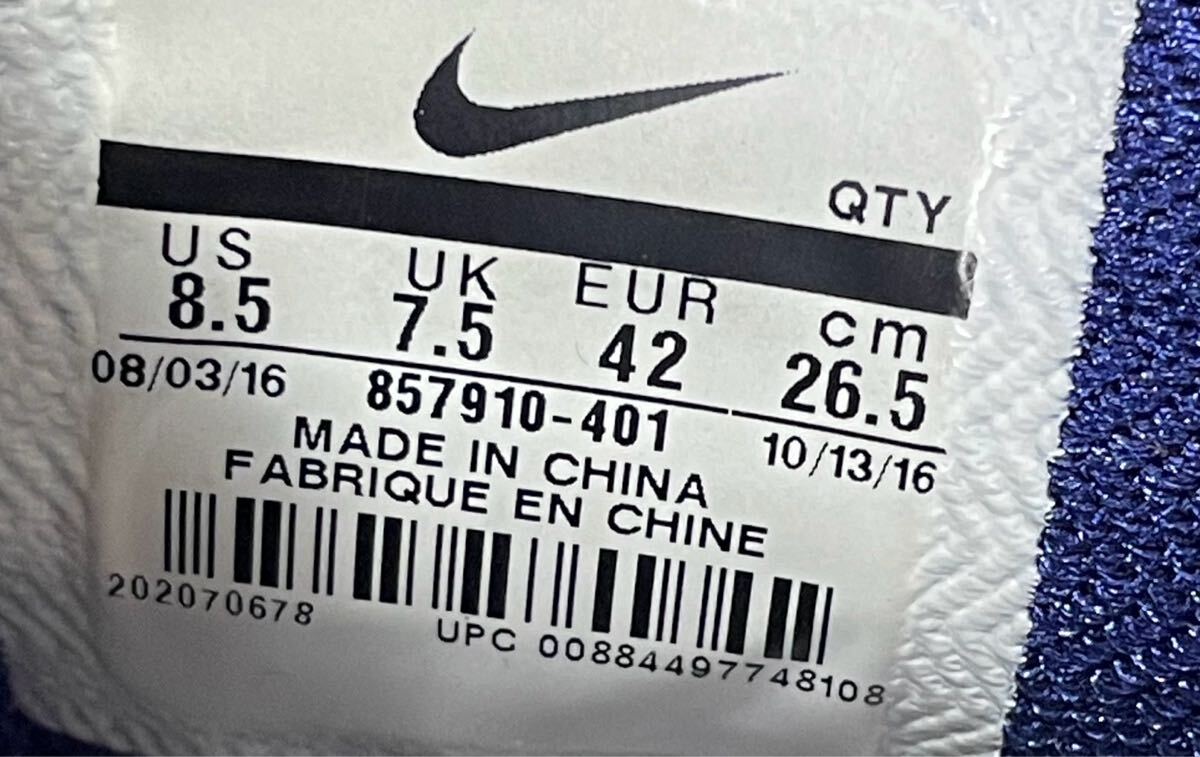 QTY
US UK EUR cm
8.5 7.5 42 26.5
08/03/16 857910-401 10/13/16
MADE IN CHINA
FABRIQUE EN CHINE
202070678 UPC 00884497748108